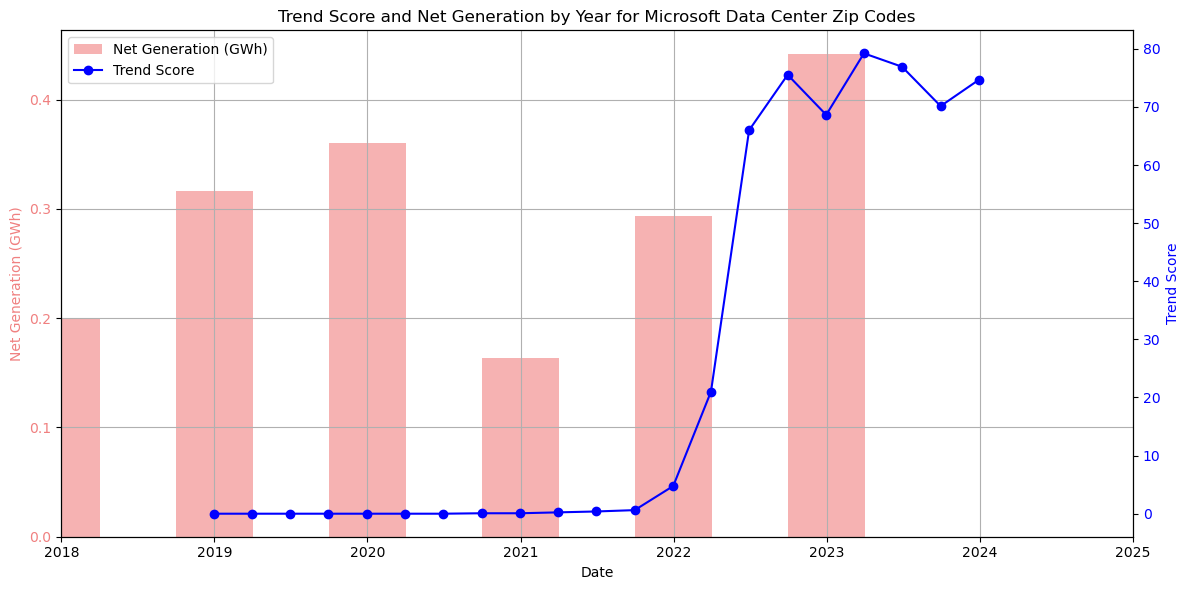 Trend Score and Net Generation by Year for Microsoft Data Center Zip Codes
Net Generation (GWh)
Trend Score
Net Generation (GWh)
0.4
0.3
0.2
0.1
0.0
80
70
60
50
40
30
20
10
0
Trend Score
2018 2019 2020 2021 2022 2023 2024 2025
Date